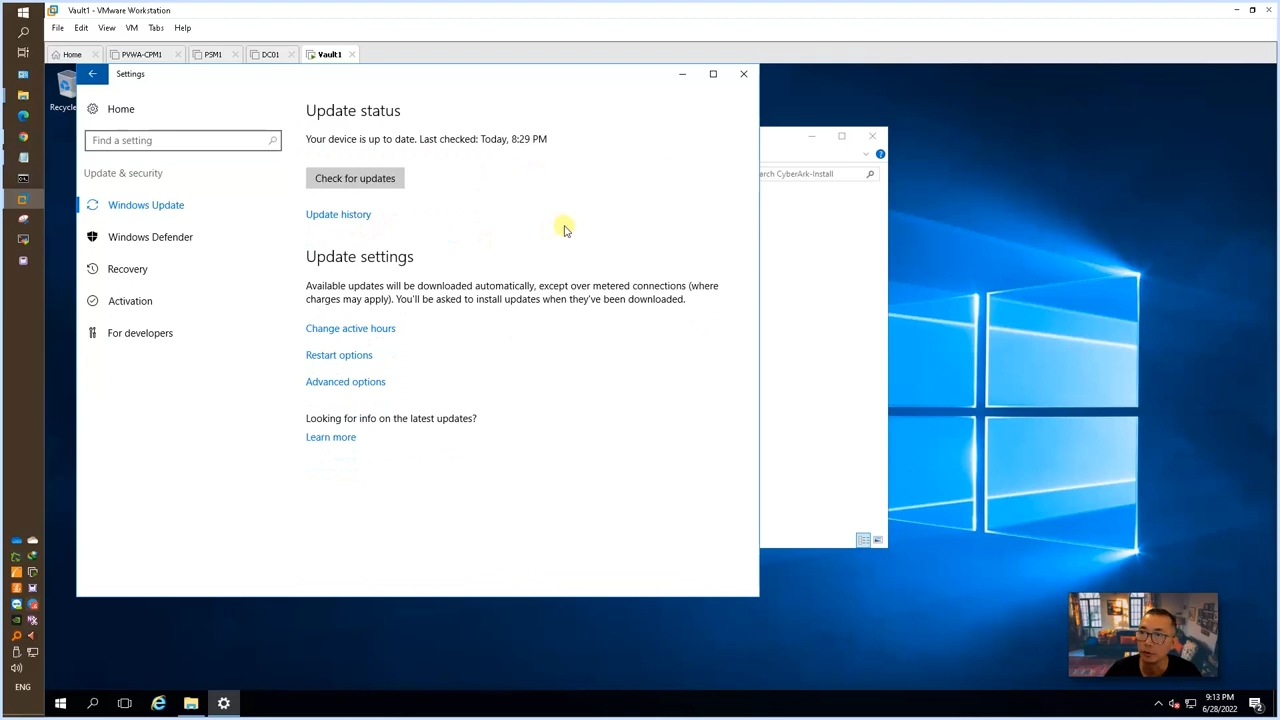 Vault1 - VMware Workstation
File Edit View VM Tabs Help
Home PVWA-CPM1 PSM1 DC01 Vault1
Recycle
Settings
Home
Find a setting
Update & security
Windows Update
Windows Defender
Recovery
Activation
For developers
Update status
Your device is up to date. Last checked: Today, 8:29 PM
Check for updates
Update history
Update settings
Available updates will be downloaded automatically, except over metered connections (where
charges may apply). You'll be asked to install updates when they've been downloaded.
Change active hours
Restart options
Advanced options
Looking for info on the latest updates?
Learn more
arch CyberArk-Install
ENG
9:13 PM
6/28/2022
2